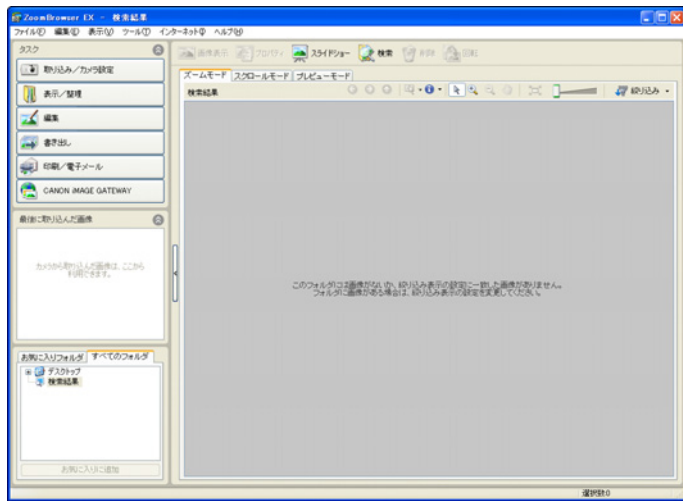 ZoomBrowser EX - 検索結果
ファイル(F) 編集(E) 表示(V) ツール(T) インターネット(I) ヘルプ(H)
タスク
取り込み／カメラ設定
表示／整理
編集
書き出し
印刷／電子メール
CANON iMAGE GATEWAY
最後に取り込んだ画像
カメラから取り込んだ画像は、ここから
利用できます。
お気に入りフォルダ すべてのフォルダ
デスクトップ
検索結果
お気に入りに追加
画像表示 プロパティ スライドショー 検索 削除 回転
ズームモード スクロールモード プレビューモード
検索結果
絞り込み
このフォルダには画像がないか、絞り込み表示の設定に一致した画像がありません。
フォルダに画像がある場合は、絞り込み表示の設定を変更してください。
選択数:0